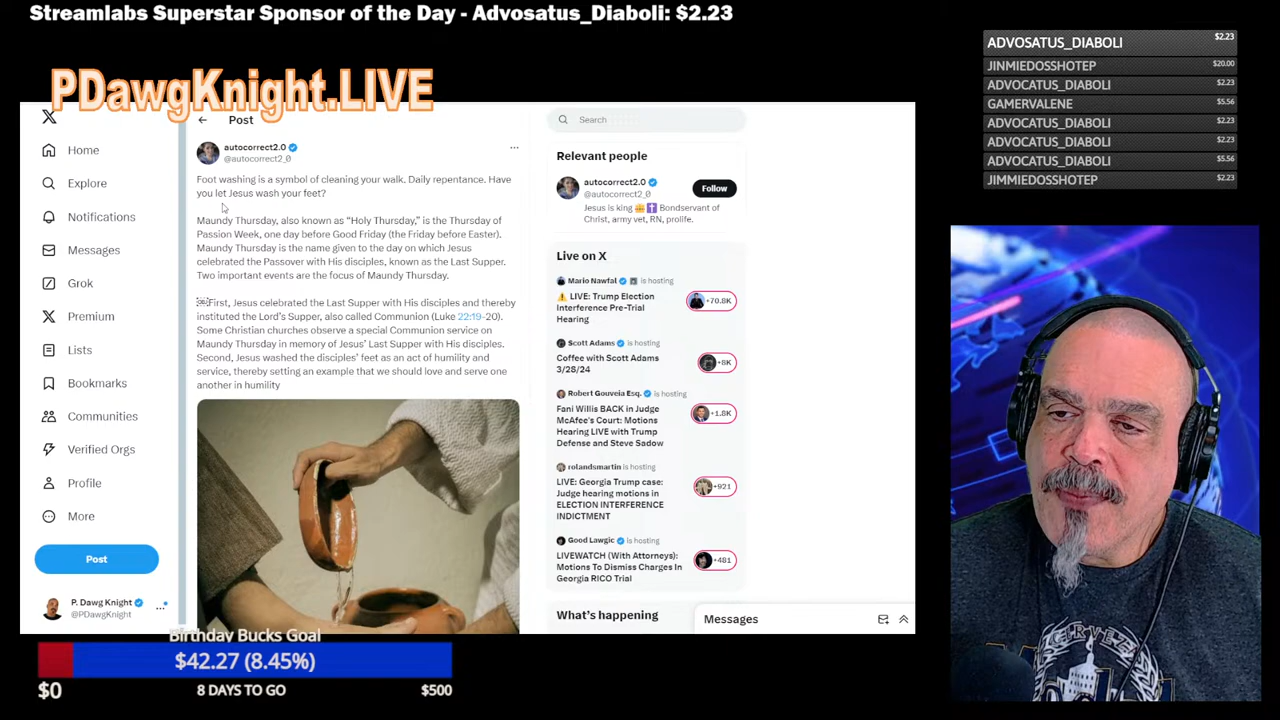 Streamlabs Superstar Sponsor of the Day - Advosatus_Diaboli: $2.23
PDawgKnight.LIVE
Home
Explore
Notifications
Messages
Grok
Premium
Lists
Bookmarks
Communities
Verified Orgs
Profile
More
Post
P. Dawg Knight
@PDawgKnight
Post
autocorrect2.0
@autocorrect2_0
Foot washing is a symbol of cleaning your walk. Daily repentance. Have
you let Jesus wash your feet?
Maundy Thursday, also known as “Holy Thursday,” is the Thursday of
Passion Week, one day before Good Friday (the Friday before Easter).
Maundy Thursday is the name given to the day on which Jesus
celebrated the Passover with His disciples, known as the Last Supper.
Two important events are the focus of Maundy Thursday.
First, Jesus celebrated the Last Supper with His disciples and thereby
instituted the Lord’s Supper, also called Communion (Luke 22:19-20).
Some Christian churches observe a special Communion service on
Maundy Thursday in memory of Jesus’ Last Supper with His disciples.
Second, Jesus washed the disciples’ feet as an act of humility and
service, thereby setting an example that we should love and serve one
another in humility
Search
Relevant people
autocorrect2.0
@autocorrect2_0
Follow
Jesus is king Bondservant of
Christ, army vet, RN, prolife.
Live on X
Mario Nawfal is hosting
LIVE: Trump Election
Interference Pre-Trial
Hearing
+70.8K
Scott Adams is hosting
Coffee with Scott Adams
3/28/24
+8K
Robert Gouveia Esq. is hosting
Fani Willis BACK in Judge
McAfee's Court: Motions
Hearing LIVE with Trump
Defense and Steve Sadow
+1.8K
rolandsmartin is hosting
LIVE: Georgia Trump case:
Judge hearing motions in
ELECTION INTERFERENCE
INDICTMENT
+921
Good Lawgic is hosting
LIVEWATCH (With Attorneys):
Motions To Dismiss Charges In
Georgia RICO Trial
+481
What’s happening
Messages
ADVOSATUS_DIABOLI $2.23
JINMIEDOSSHOTEP $20.00
ADVOCATUS_DIABOLI $2.23
GAMERVALENE $5.56
ADVOCATUS_DIABOLI $2.23
ADVOCATUS_DIABOLI $2.23
ADVOCATUS_DIABOLI $5.56
JIMMIEDOSSHOTEP $2.23
Birthday Bucks Goal
$42.27 (8.45%)
$0 8 DAYS TO GO $500